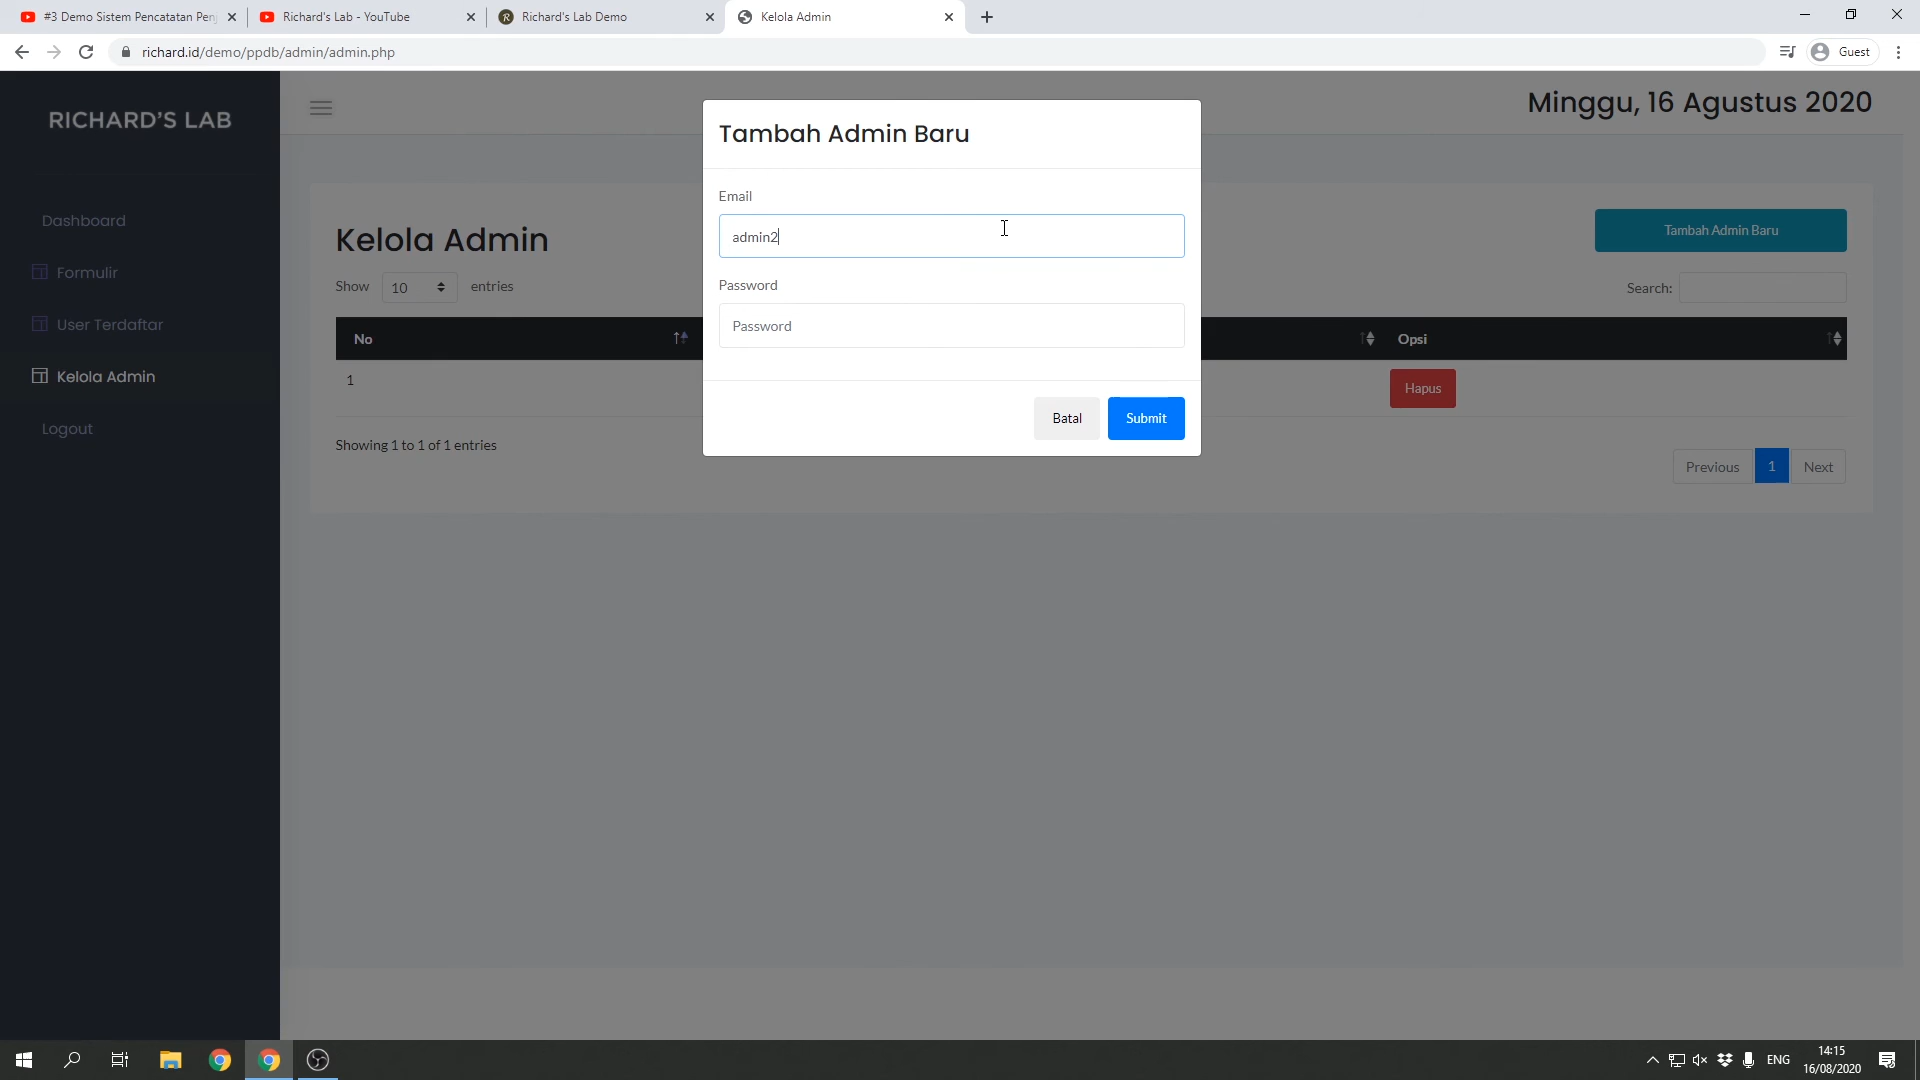 #3 Demo Sistem Pencatatan Penj
Richard's Lab - YouTube
Richard's Lab Demo
Kelola Admin
richard.id/demo/ppdb/admin/admin.php
Guest
RICHARD'S LAB
Minggu, 16 Agustus 2020
Tambah Admin Baru
Email
admin2
Password
Password
Batal
Submit
Dashboard
Formulir
User Terdaftar
Kelola Admin
Logout
Kelola Admin
Tambah Admin Baru
Show 10 entries
Search:
No
Opsi
1
Hapus
Showing 1 to 1 of 1 entries
Previous 1 Next
ENG
14:15
16/08/2020